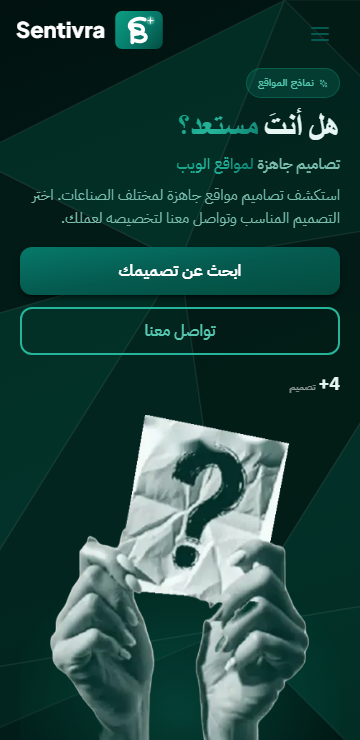 Sentivra
نماذج المواقع
هل أنتَ مستعد؟
تصاميم جاهزة لمواقع الويب
استكشف تصاميم مواقع جاهزة لمختلف الصناعات. اختر
التصميم المناسب وتواصل معنا لتخصيصه لعملك.
ابحث عن تصميمك
تواصل معنا
+4 تصميم
?